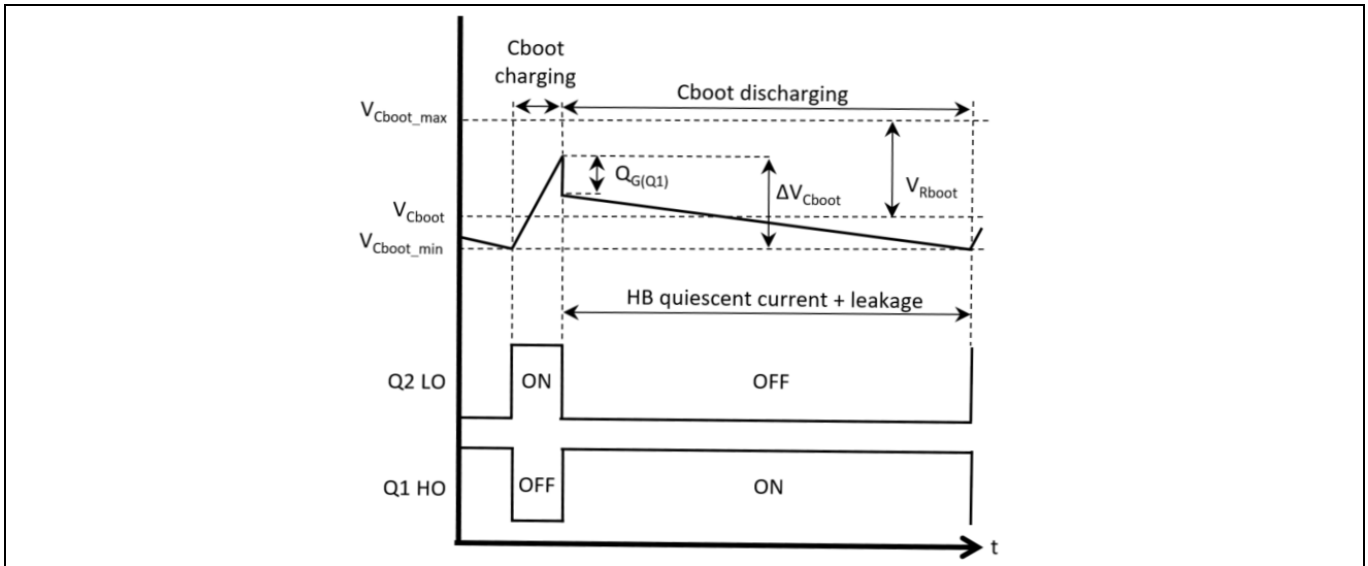 Cboot
charging
Cboot discharging
VCboot_max
QG(Q1)
ΔVCboot
VRboot
VCboot
VCboot_min
HB quiescent current + leakage
Q2 LO
ON
OFF
Q1 HO
OFF
ON
t